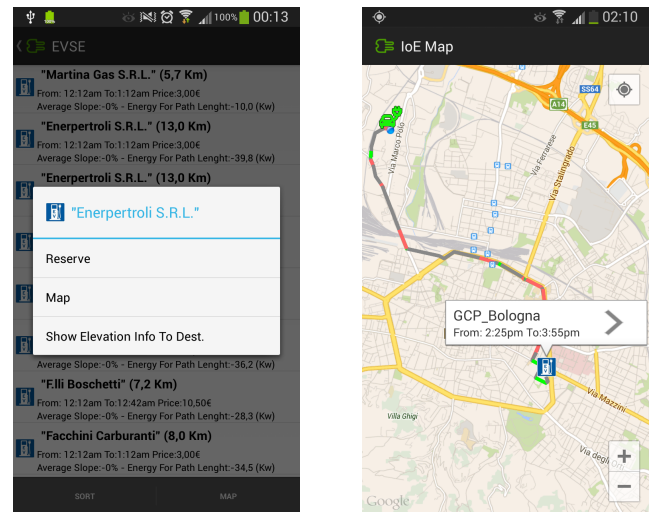 100% 00:13
EVSE
"Martina Gas S.R.L." (5,7 Km)
From: 12:12am To:1:12am Price:3,00€
Average Slope:-0% - Energy For Path Lenght:-10,0 (Kw)
"Enerpertroli S.R.L." (13,0 Km)
From: 12:12am To:1:12am Price:3,00€
Average Slope:-0% - Energy For Path Lenght:-39,8 (Kw)
"Enerpertroli S.R.L." (13,0 Km)
"Enerpertroli S.R.L."
Reserve
Map
Show Elevation Info To Dest.
Average Slope:-0% - Energy For Path Lenght:-36,2 (Kw)
"F.lli Boschetti" (7,2 Km)
From: 12:12am To:12:42am Price:10,50€
Average Slope:-0% - Energy For Path Lenght:-28,3 (Kw)
"Facchini Carburanti" (8,0 Km)
From: 12:12am To:1:12am Price:3,00€
Average Slope:-0% - Energy For Path Lenght:-34,5 (Kw)
SORT MAP
02:10
IoE Map
SS64
A14
E45
Via Marco Polo
Via Ferrarese
Via Stalingrado
GCP_Bologna
From: 2:25pm To:3:55pm
Via Mazzini
Villa Ghigi
Via degli
Google
+
−